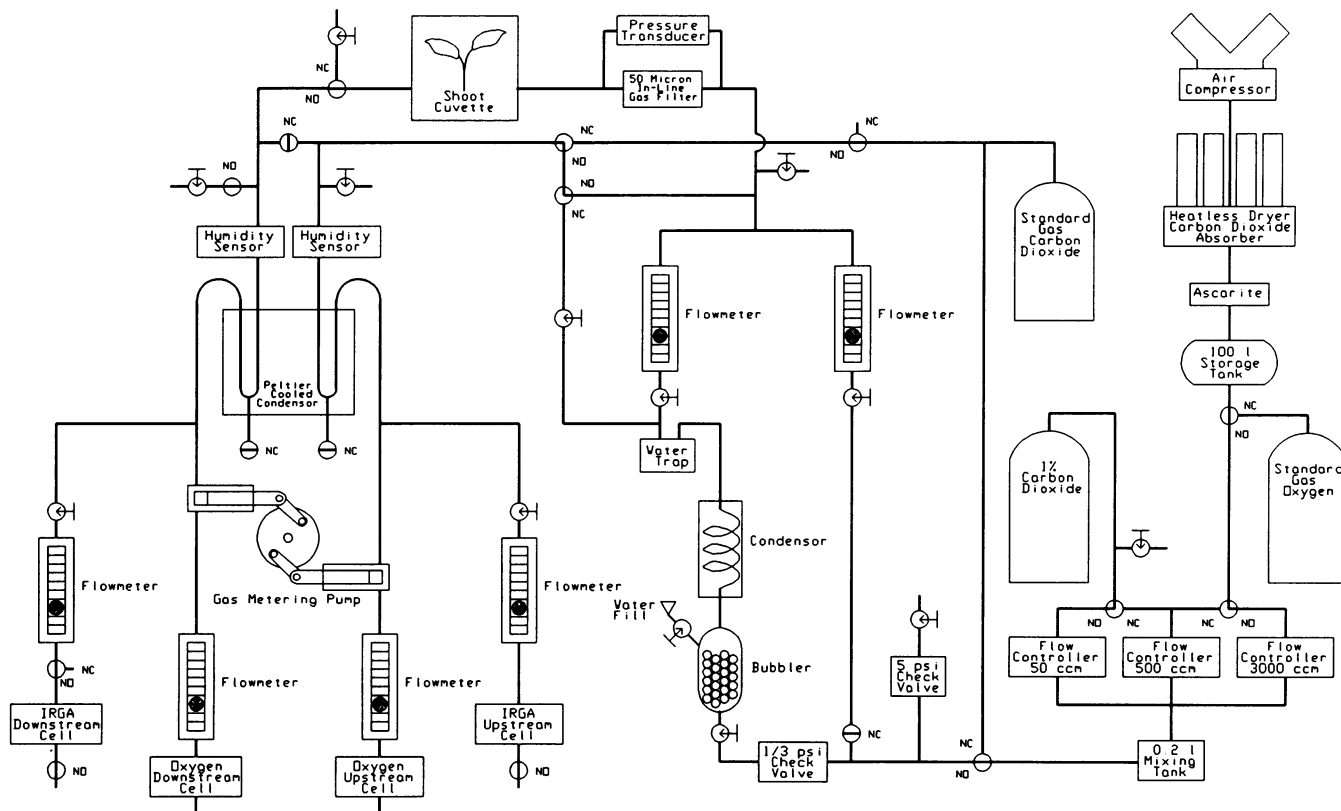 Pressure
Transducer
50 Micron
In-Line
Gas Filter
Shoot
Cuvette
NC
NO
Air
Compressor
NC
NC
NO
NC
NO
NO
NO
NC
Humidity
Sensor
Humidity
Sensor
Standard
Gas
Carbon
Dioxide
Heatless Dryer
Carbon Dioxide
Absorber
Ascarite
Flowmeter
Flowmeter
100 l
Storage
Tank
Peltier
Cooled
Condensor
NC
NC
NC
NO
Water
Trap
1%
Carbon
Dioxide
Standard
Gas
Oxygen
Condensor
Flowmeter
Flowmeter
Gas Metering Pump
Water
Fill
NO
NC
NC
NO
Bubbler
5 psi
Check
Valve
Flow
Controller
50 ccm
Flow
Controller
500 ccm
Flow
Controller
3000 ccm
NC
NO
Flowmeter
Flowmeter
IRGA
Downstream
Cell
IRGA
Upstream
Cell
NC
NC
NO
1/3 psi
Check
Valve
0.2 l
Mixing
Tank
NO
Oxygen
Downstream
Cell
Oxygen
Upstream
Cell
NO